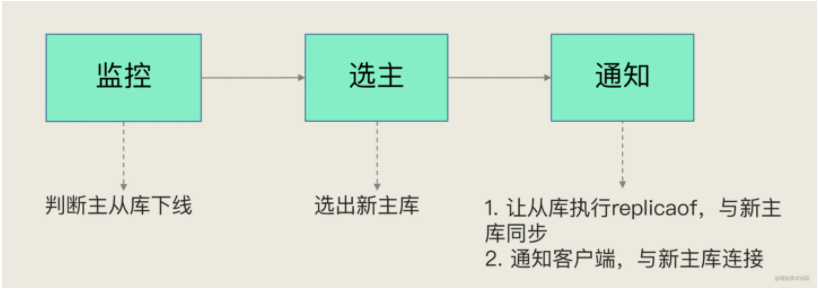 监控
选主
通知
判断主从库下线
选出新主库
1. 让从库执行replicaof，与新主
库同步
2. 通知客户端，与新主库连接